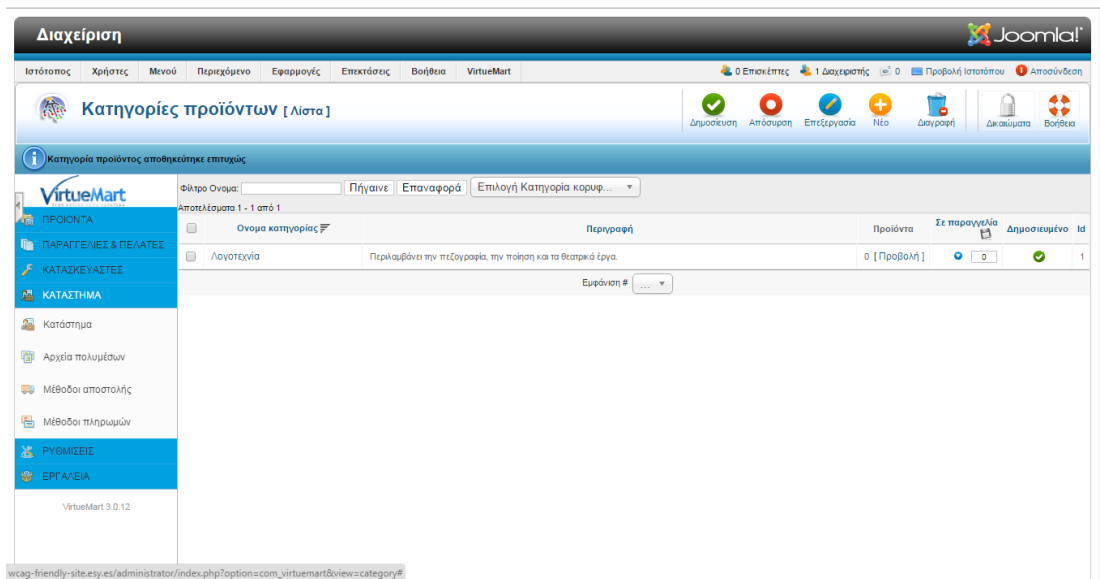 Διαχείριση
Joomla!
Ιστότοπος Χρήστες Μενού Περιεχόμενο Εφαρμογές Επεκτάσεις Βοήθεια VirtueMart 0 Επισκέπτες 1 Διαχειριστής 0 Προβολή Ιστοτόπου Αποσύνδεση
Κατηγορίες προϊόντων [ Λίστα ]
Δημοσίευση Απόσυρση Επεξεργασία Νέο Διαγραφή Δικαιώματα Βοήθεια
Κατηγορία προϊόντος αποθηκεύτηκε επιτυχώς
VirtueMart
Φίλτρο Ονομα: Πήγαινε Επαναφορά Επιλογή Κατηγορία κορυφ...
Αποτελέσματα 1 - 1 από 1
Ονομα κατηγορίας Περιγραφή Προϊόντα Σε παραγγελία Δημοσιευμένο Id
Λογοτεχνία Περιλαμβάνει την πεζογραφία, την ποίηση και τα θεατρικά έργα. 0 [ Προβολή ] 0 1
Εμφάνιση # ...
ΠΡΟΙΟΝΤΑ
ΠΑΡΑΓΓΕΛΙΕΣ & ΠΕΛΑΤΕΣ
ΚΑΤΑΣΚΕΥΑΣΤΕΣ
ΚΑΤΑΣΤΗΜΑ
Κατάστημα
Αρχεία πολυμέσων
Μέθοδοι αποστολής
Μέθοδοι πληρωμών
ΡΥΘΜΙΣΕΙΣ
ΕΡΓΑΛΕΙΑ
VirtueMart 3.0.12
wcag-friendly-site.esy.es/administrator/index.php?option=com_virtuemart&view=category#